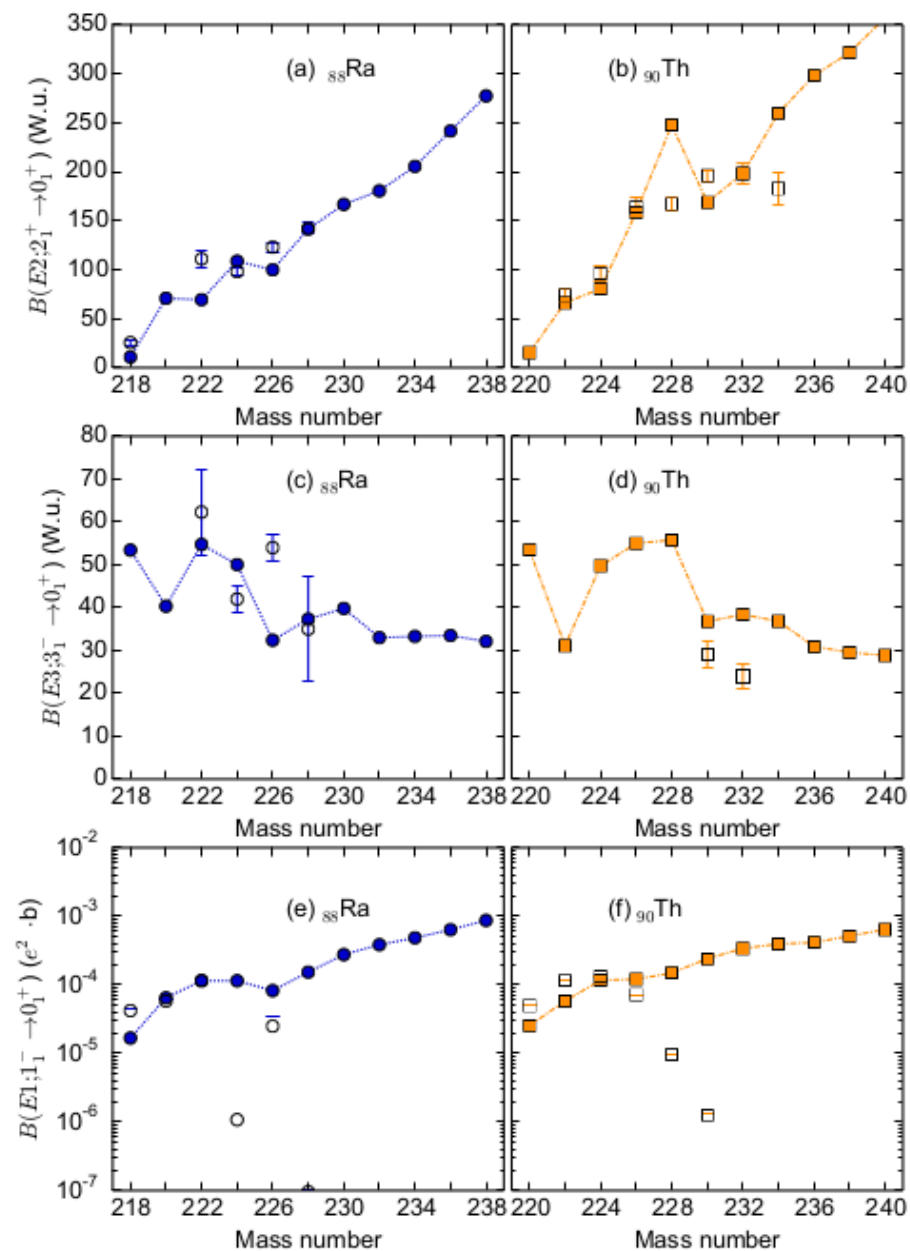 350
300
250
200
150
100
50
0
B(E2;2₁⁺→0₁⁺) (W.u.)
(a) ₈₈Ra
(b) ₉₀Th
218 222 226 230 234 238
220 224 228 232 236 240
Mass number
Mass number
80
70
60
50
40
30
20
10
0
B(E3;3₁⁻→0₁⁺) (W.u.)
(c) ₈₈Ra
(d) ₉₀Th
218 222 226 230 234 238
220 224 228 232 236 240
Mass number
Mass number
10⁻²
10⁻³
10⁻⁴
10⁻⁵
10⁻⁶
10⁻⁷
B(E1;1₁⁻→0₁⁺) (e² ·b)
(e) ₈₈Ra
(f) ₉₀Th
218 222 226 230 234 238
220 224 228 232 236 240
Mass number
Mass number